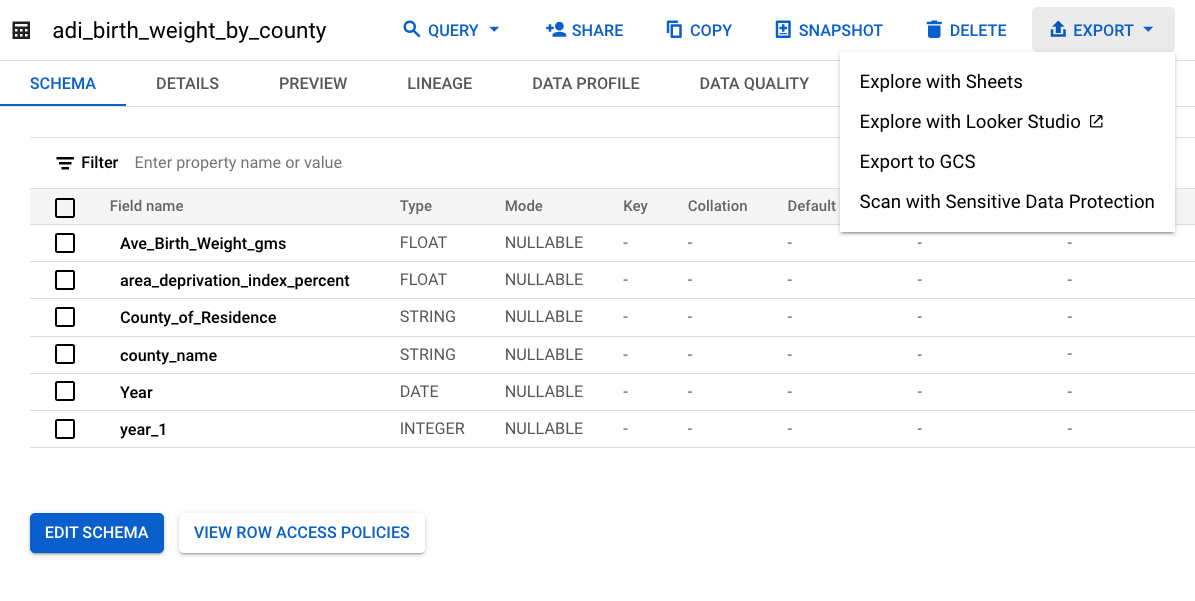 adi_birth_weight_by_county QUERY SHARE COPY SNAPSHOT DELETE EXPORT
SCHEMA DETAILS PREVIEW LINEAGE DATA PROFILE DATA QUALITY
Explore with Sheets
Explore with Looker Studio
Export to GCS
Scan with Sensitive Data Protection
Filter Enter property name or value
Field name Type Mode Key Collation Default
Ave_Birth_Weight_gms FLOAT NULLABLE - - - - -
area_deprivation_index_percent FLOAT NULLABLE - - - - -
County_of_Residence STRING NULLABLE - - - - -
county_name STRING NULLABLE - - - - -
Year DATE NULLABLE - - - - -
year_1 INTEGER NULLABLE - - - - -
EDIT SCHEMA VIEW ROW ACCESS POLICIES